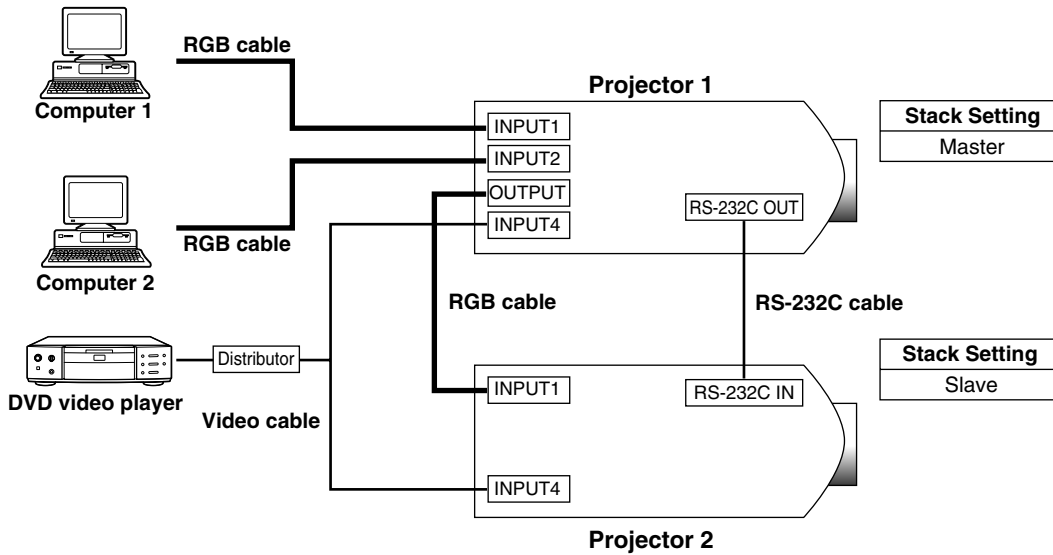 RGB cable
Computer 1
Projector 1
INPUT1
INPUT2
OUTPUT
INPUT4
RS-232C OUT
Stack Setting
Master
RGB cable
Computer 2
RGB cable
RS-232C cable
Distributor
DVD video player
Video cable
INPUT1
RS-232C IN
INPUT4
Stack Setting
Slave
Projector 2